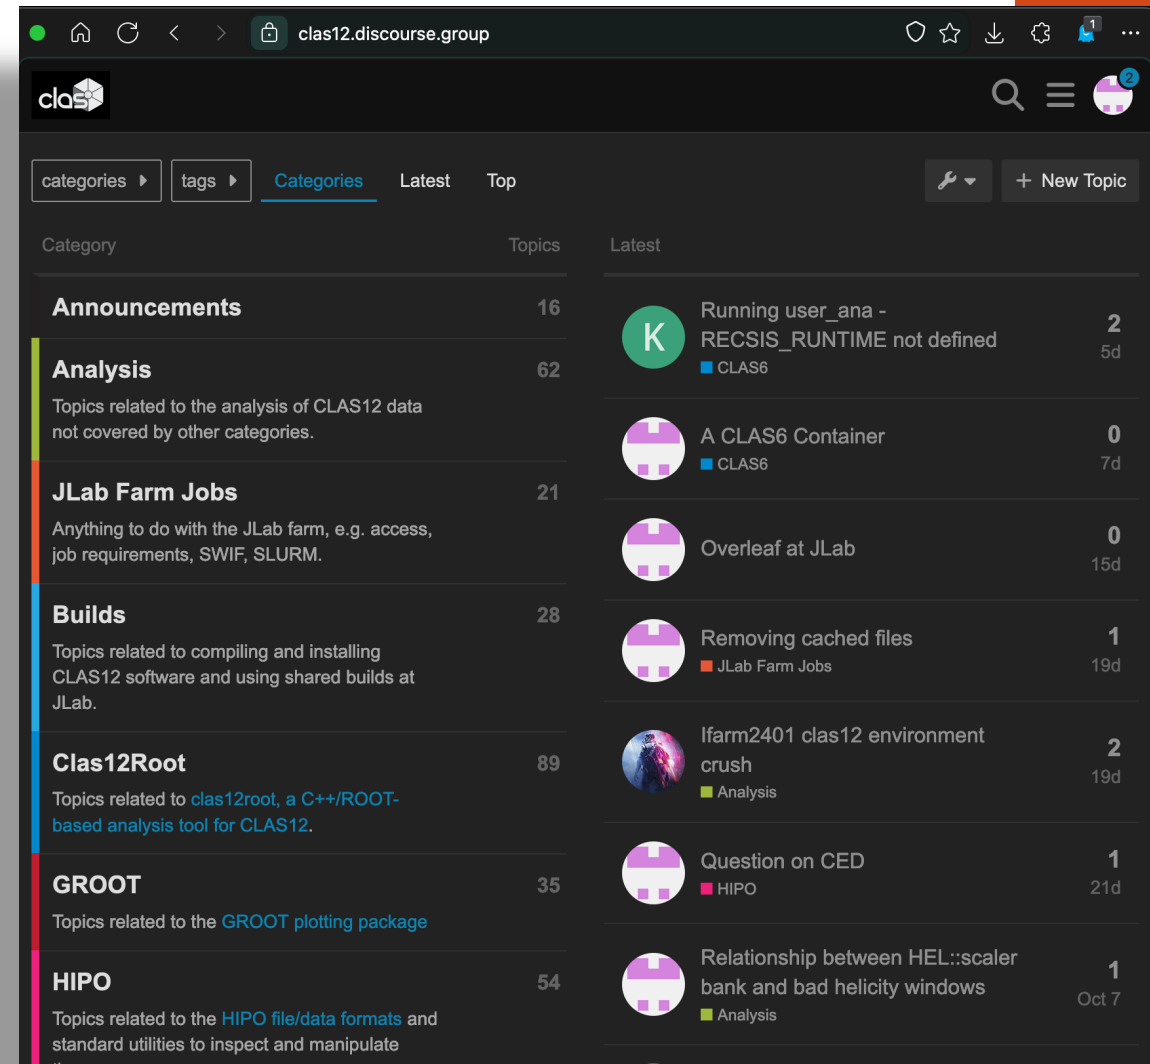 clas12.discourse.group
1
clas
2
categories
tags
Categories
Latest
Top
+ New Topic
Category
Topics
Latest
Announcements
16
Analysis
62
Topics related to the analysis of CLAS12 data
not covered by other categories.
JLab Farm Jobs
21
Anything to do with the JLab farm, e.g. access,
job requirements, SWIF, SLURM.
Builds
28
Topics related to compiling and installing
CLAS12 software and using shared builds at
JLab.
Clas12Root
89
Topics related to clas12root, a C++/ROOT-
based analysis tool for CLAS12.
GROOT
35
Topics related to the GROOT plotting package
HIPO
54
Topics related to the HIPO file/data formats and
standard utilities to inspect and manipulate
K
Running user_ana -
RECSIS_RUNTIME not defined
CLAS6
2
5d
A CLAS6 Container
CLAS6
0
7d
Overleaf at JLab
0
15d
Removing cached files
JLab Farm Jobs
1
19d
Ifarm2401 clas12 environment
crush
Analysis
2
19d
Question on CED
HIPO
1
21d
Relationship between HEL::scaler
bank and bad helicity windows
Analysis
1
Oct 7